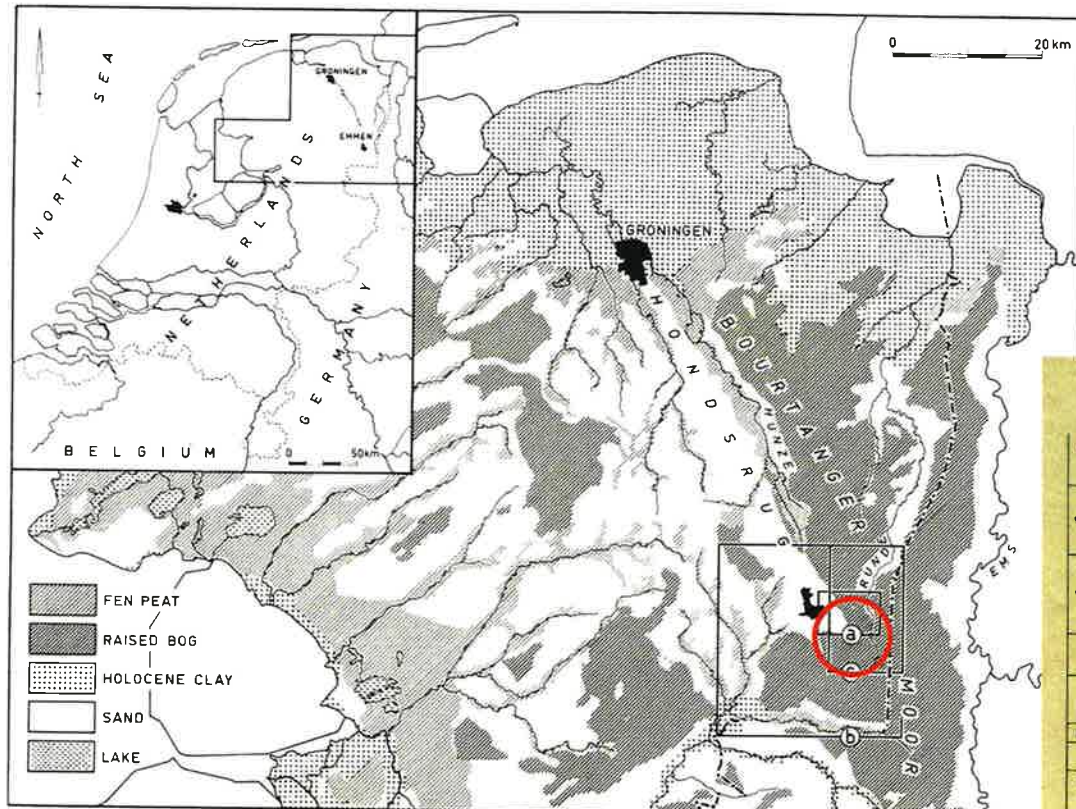 NORTH SEA
GRONINGEN
EMMEN
NETHERLANDS
GERMANY
BELGIUM
0 50km
0 20 km
GRONINGEN
HONDSRUG
HUNZE
BOURTANGER
MOOR
RUNDE
EMS
a
b
FEN PEAT
RAISED BOG
HOLOCENE CLAY
SAND
LAKE